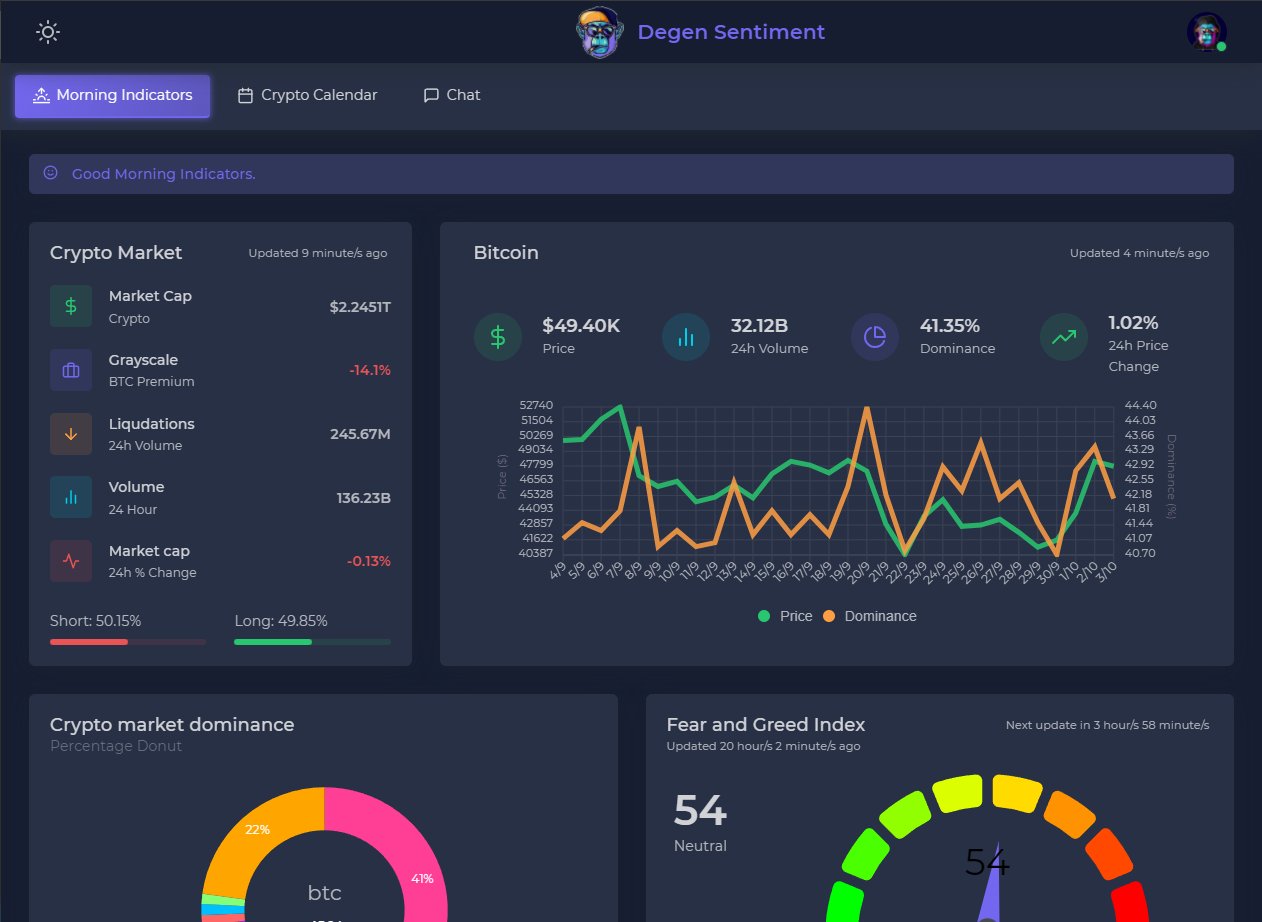 Degen Sentiment
Morning Indicators
Crypto Calendar
Chat
Good Morning Indicators.
Crypto Market
Updated 9 minute/s ago
Market Cap
Crypto
$2.2451T
Grayscale
BTC Premium
-14.1%
Liqudations
24h Volume
245.67M
Volume
24 Hour
136.23B
Market cap
24h % Change
-0.13%
Short: 50.15%
Long: 49.85%
Bitcoin
Updated 4 minute/s ago
$49.40K
Price
32.12B
24h Volume
41.35%
Dominance
1.02%
24h Price
Change
Price ($)
52740
51504
50269
49034
47799
46563
45328
44093
42857
41622
40387
44.40
44.03
43.66
43.29
42.92
42.55
42.18
41.81
41.44
41.07
40.70
Dominance (%)
4/9
5/9
6/9
7/9
8/9
9/9
10/9
11/9
12/9
13/9
14/9
15/9
16/9
17/9
18/9
19/9
20/9
21/9
22/9
23/9
24/9
25/9
26/9
27/9
28/9
29/9
30/9
1/10
2/10
3/10
Price
Dominance
Crypto market dominance
Percentage Donut
22%
41%
btc
Fear and Greed Index
Next update in 3 hour/s 58 minute/s
Updated 20 hour/s 2 minute/s ago
54
Neutral
54